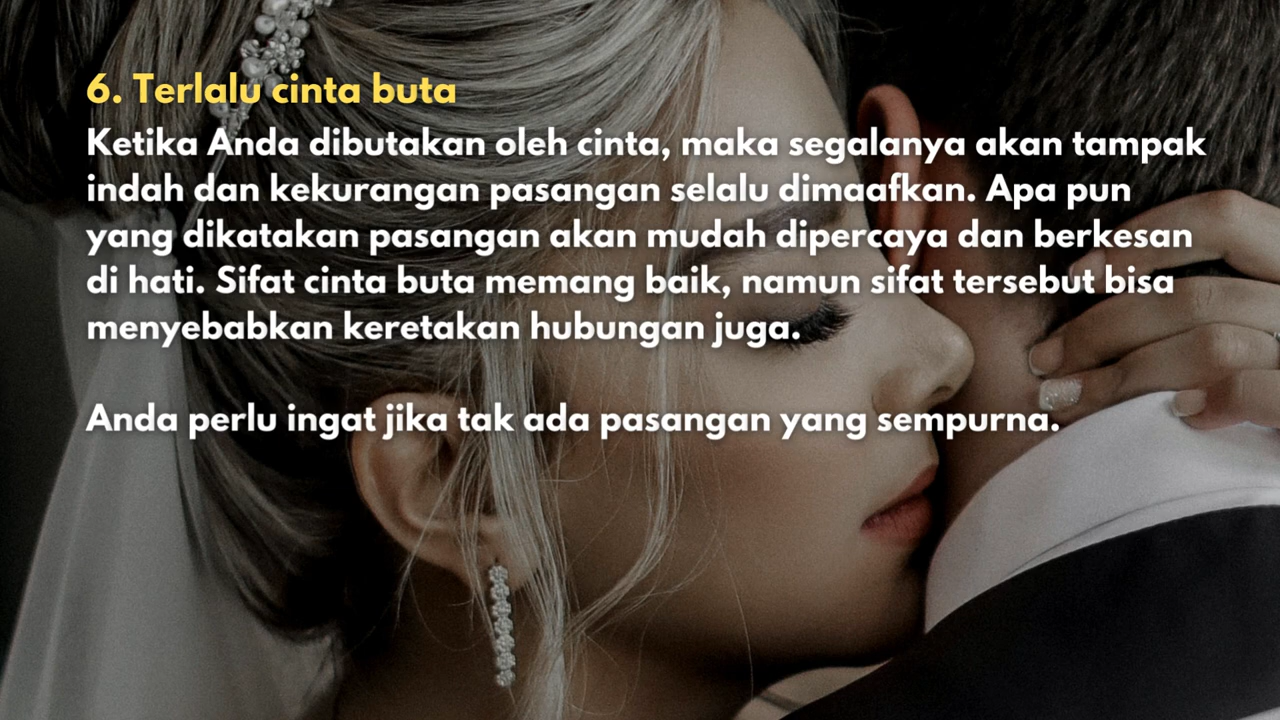 6. Terlalu cinta buta
Ketika Anda dibutakan oleh cinta, maka segalanya akan tampak
indah dan kekurangan pasangan selalu dimaafkan. Apa pun
yang dikatakan pasangan akan mudah dipercaya dan berkesan
di hati. Sifat cinta buta memang baik, namun sifat tersebut bisa
menyebabkan keretakan hubungan juga.
Anda perlu ingat jika tak ada pasangan yang sempurna.